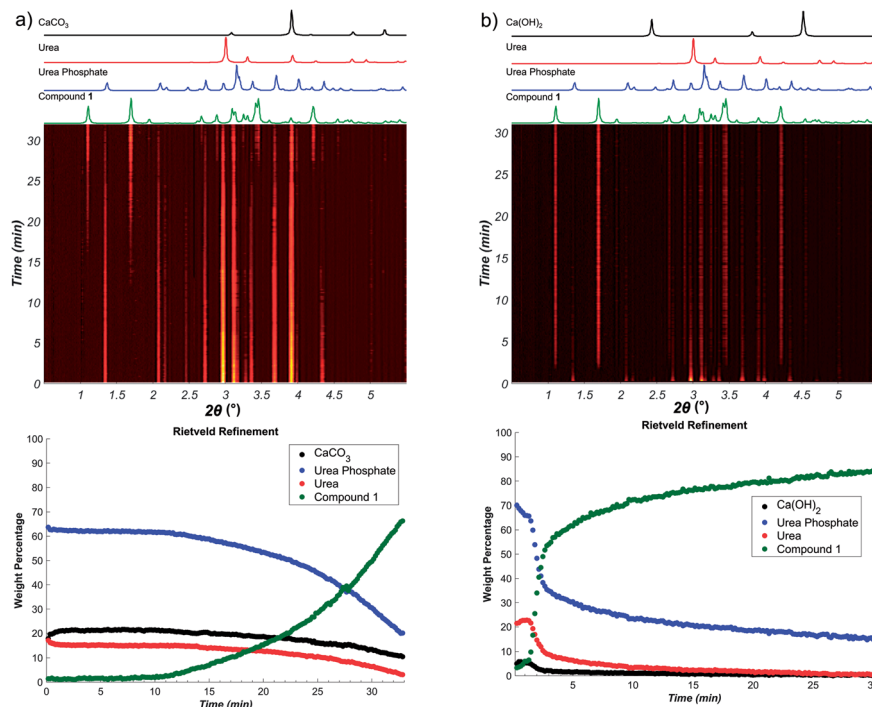 a)
CaCO3
Urea
Urea Phosphate
Compound 1
30
25
20
15
10
5
0
Time (min)
1 1.5 2 2.5 3 3.5 4 4.5 5
2θ (°)
Rietveld Refinement
100
90
80
70
60
50
40
30
20
10
0
Weight Percentage
CaCO3
Urea Phosphate
Urea
Compound 1
0 5 10 15 20 25 30
Time (min)
b)
Ca(OH)2
Urea
Urea Phosphate
Compound 1
30
25
20
15
10
5
0
Time (min)
1 1.5 2 2.5 3 3.5 4 4.5 5
2θ (°)
Rietveld Refinement
100
90
80
70
60
50
40
30
20
10
0
Weight Percentage
Ca(OH)2
Urea Phosphate
Urea
Compound 1
5 10 15 20 25 30
Time (min)